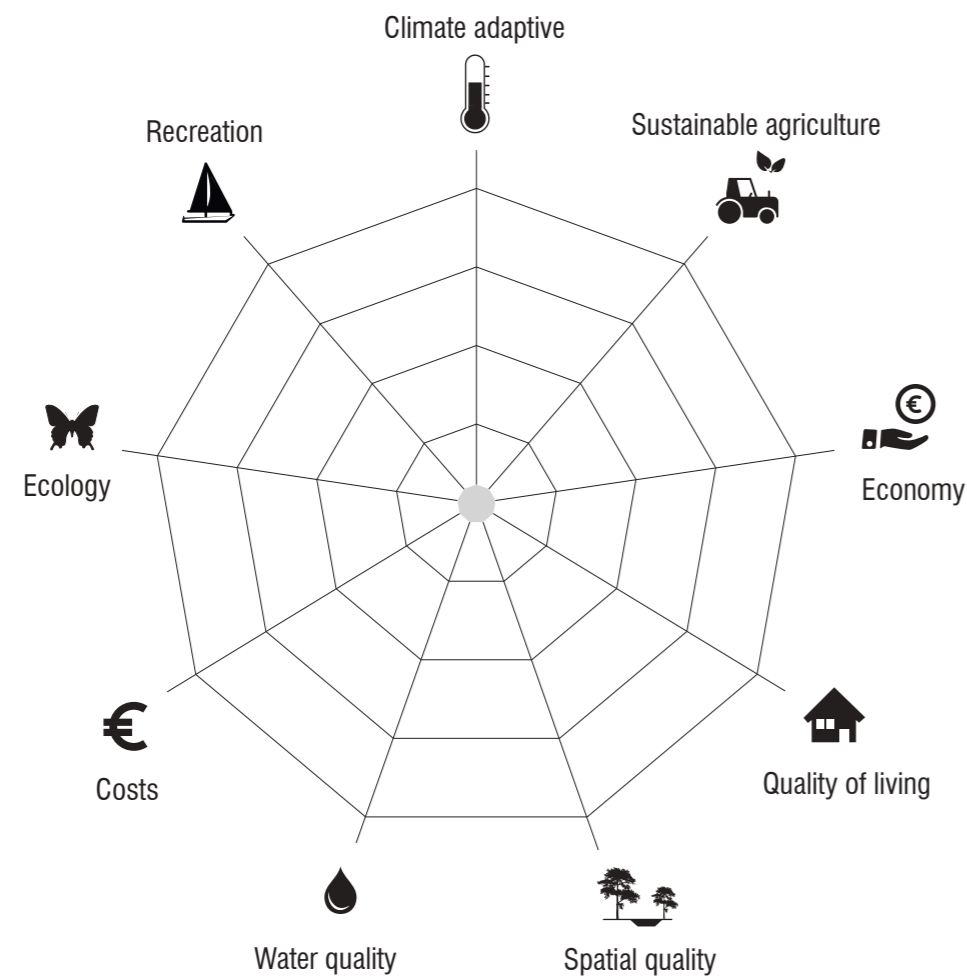 Climate adaptive
Recreation
Sustainable agriculture
€
Ecology
Economy
€
Costs
Quality of living
Water quality
Spatial quality